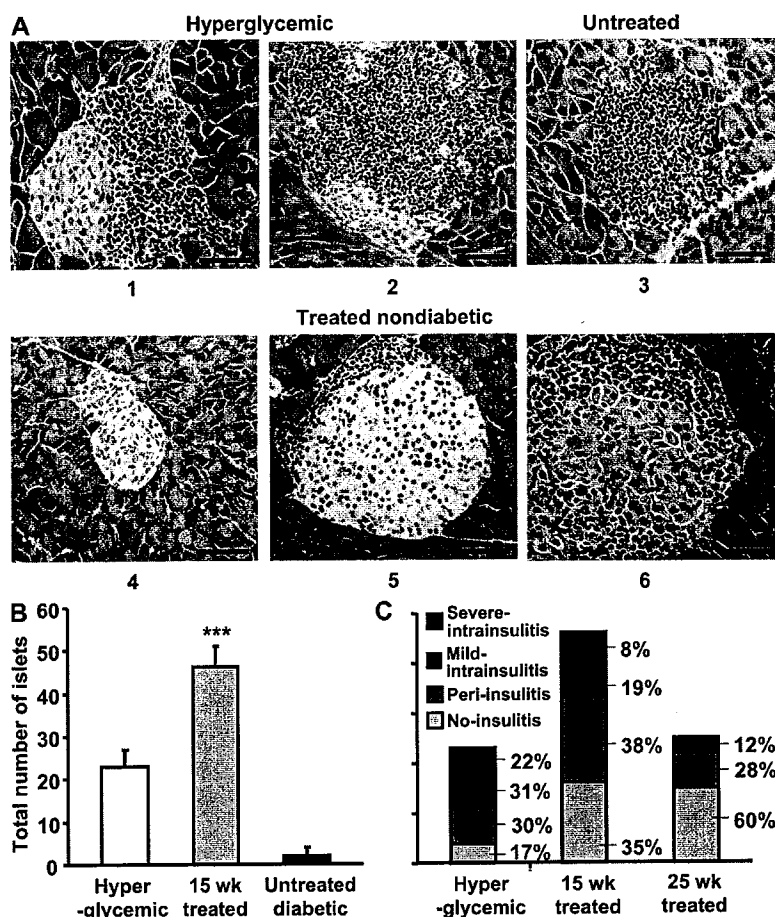 A
Hyperglycemic
Untreated
1
2
3
Treated nondiabetic
4
5
6
B
Total number of islets
60
50
40
30
20
10
0
***
Hyper
-glycemic
15 wk
treated
Untreated
diabetic
C
Severe-
intrainsulitis
Mild-
intrainsulitis
Peri-insulitis
No-insulitis
22%
31%
30%
17%
8%
19%
38%
35%
12%
28%
60%
Hyper
-glycemic
15 wk
treated
25 wk
treated